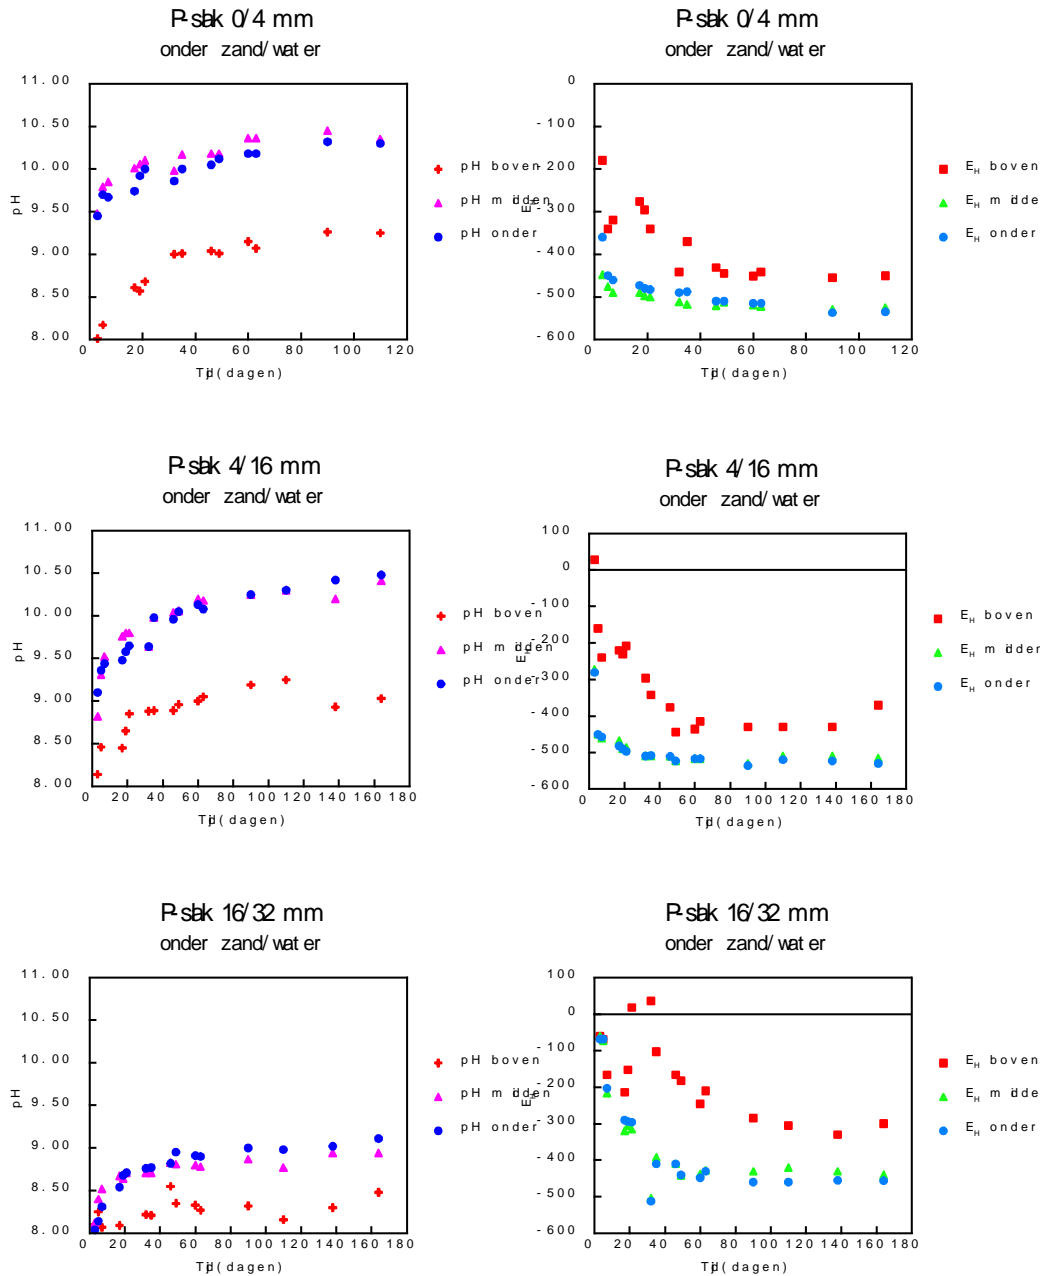 P-slak 0/4 mm
onder zand/water
11.00
10.50
10.00
9.50
9.00
8.50
8.00
pH
0 20 40 60 80 100 120
Tijd (dagen)
pH boven
pH midden
pH onder
P-slak 0/4 mm
onder zand/water
0
-100
-200
-300
-400
-500
-600
EH
0 20 40 60 80 100 120
Tijd (dagen)
EH boven
EH midde
EH onder
P-slak 4/16 mm
onder zand/water
11.00
10.50
10.00
9.50
9.00
8.50
8.00
pH
0 20 40 60 80 100 120 140 160 180
Tijd (dagen)
pH boven
pH midden
pH onder
P-slak 4/16 mm
onder zand/water
100
0
-100
-200
-300
-400
-500
-600
EH
0 20 40 60 80 100 120 140 160 180
Tijd (dagen)
EH boven
EH midder
EH onder
P-slak 16/32 mm
onder zand/water
11.00
10.50
10.00
9.50
9.00
8.50
8.00
pH
0 20 40 60 80 100 120 140 160 180
Tijd (dagen)
pH boven
pH midden
pH onder
P-slak 16/32 mm
onder zand/water
100
0
-100
-200
-300
-400
-500
-600
EH
0 20 40 60 80 100 120 140 160 180
Tijd (dagen)
EH boven
EH midde
EH onder